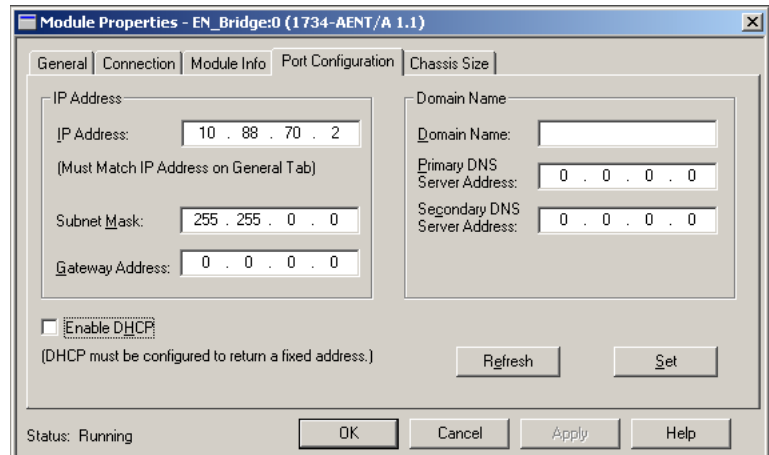 Module Properties - EN_Bridge:0 (1734-AENT/A 1.1)
General
Connection
Module Info
Port Configuration
Chassis Size
IP Address
IP Address: 10 . 88 . 70 . 2
(Must Match IP Address on General Tab)
Subnet Mask: 255 . 255 . 0 . 0
Gateway Address: 0 . 0 . 0 . 0
Domain Name
Domain Name:
Primary DNS
Server Address: 0 . 0 . 0 . 0
Secondary DNS
Server Address: 0 . 0 . 0 . 0
Enable DHCP
(DHCP must be configured to return a fixed address.)
Refresh
Set
Status: Running
OK
Cancel
Apply
Help